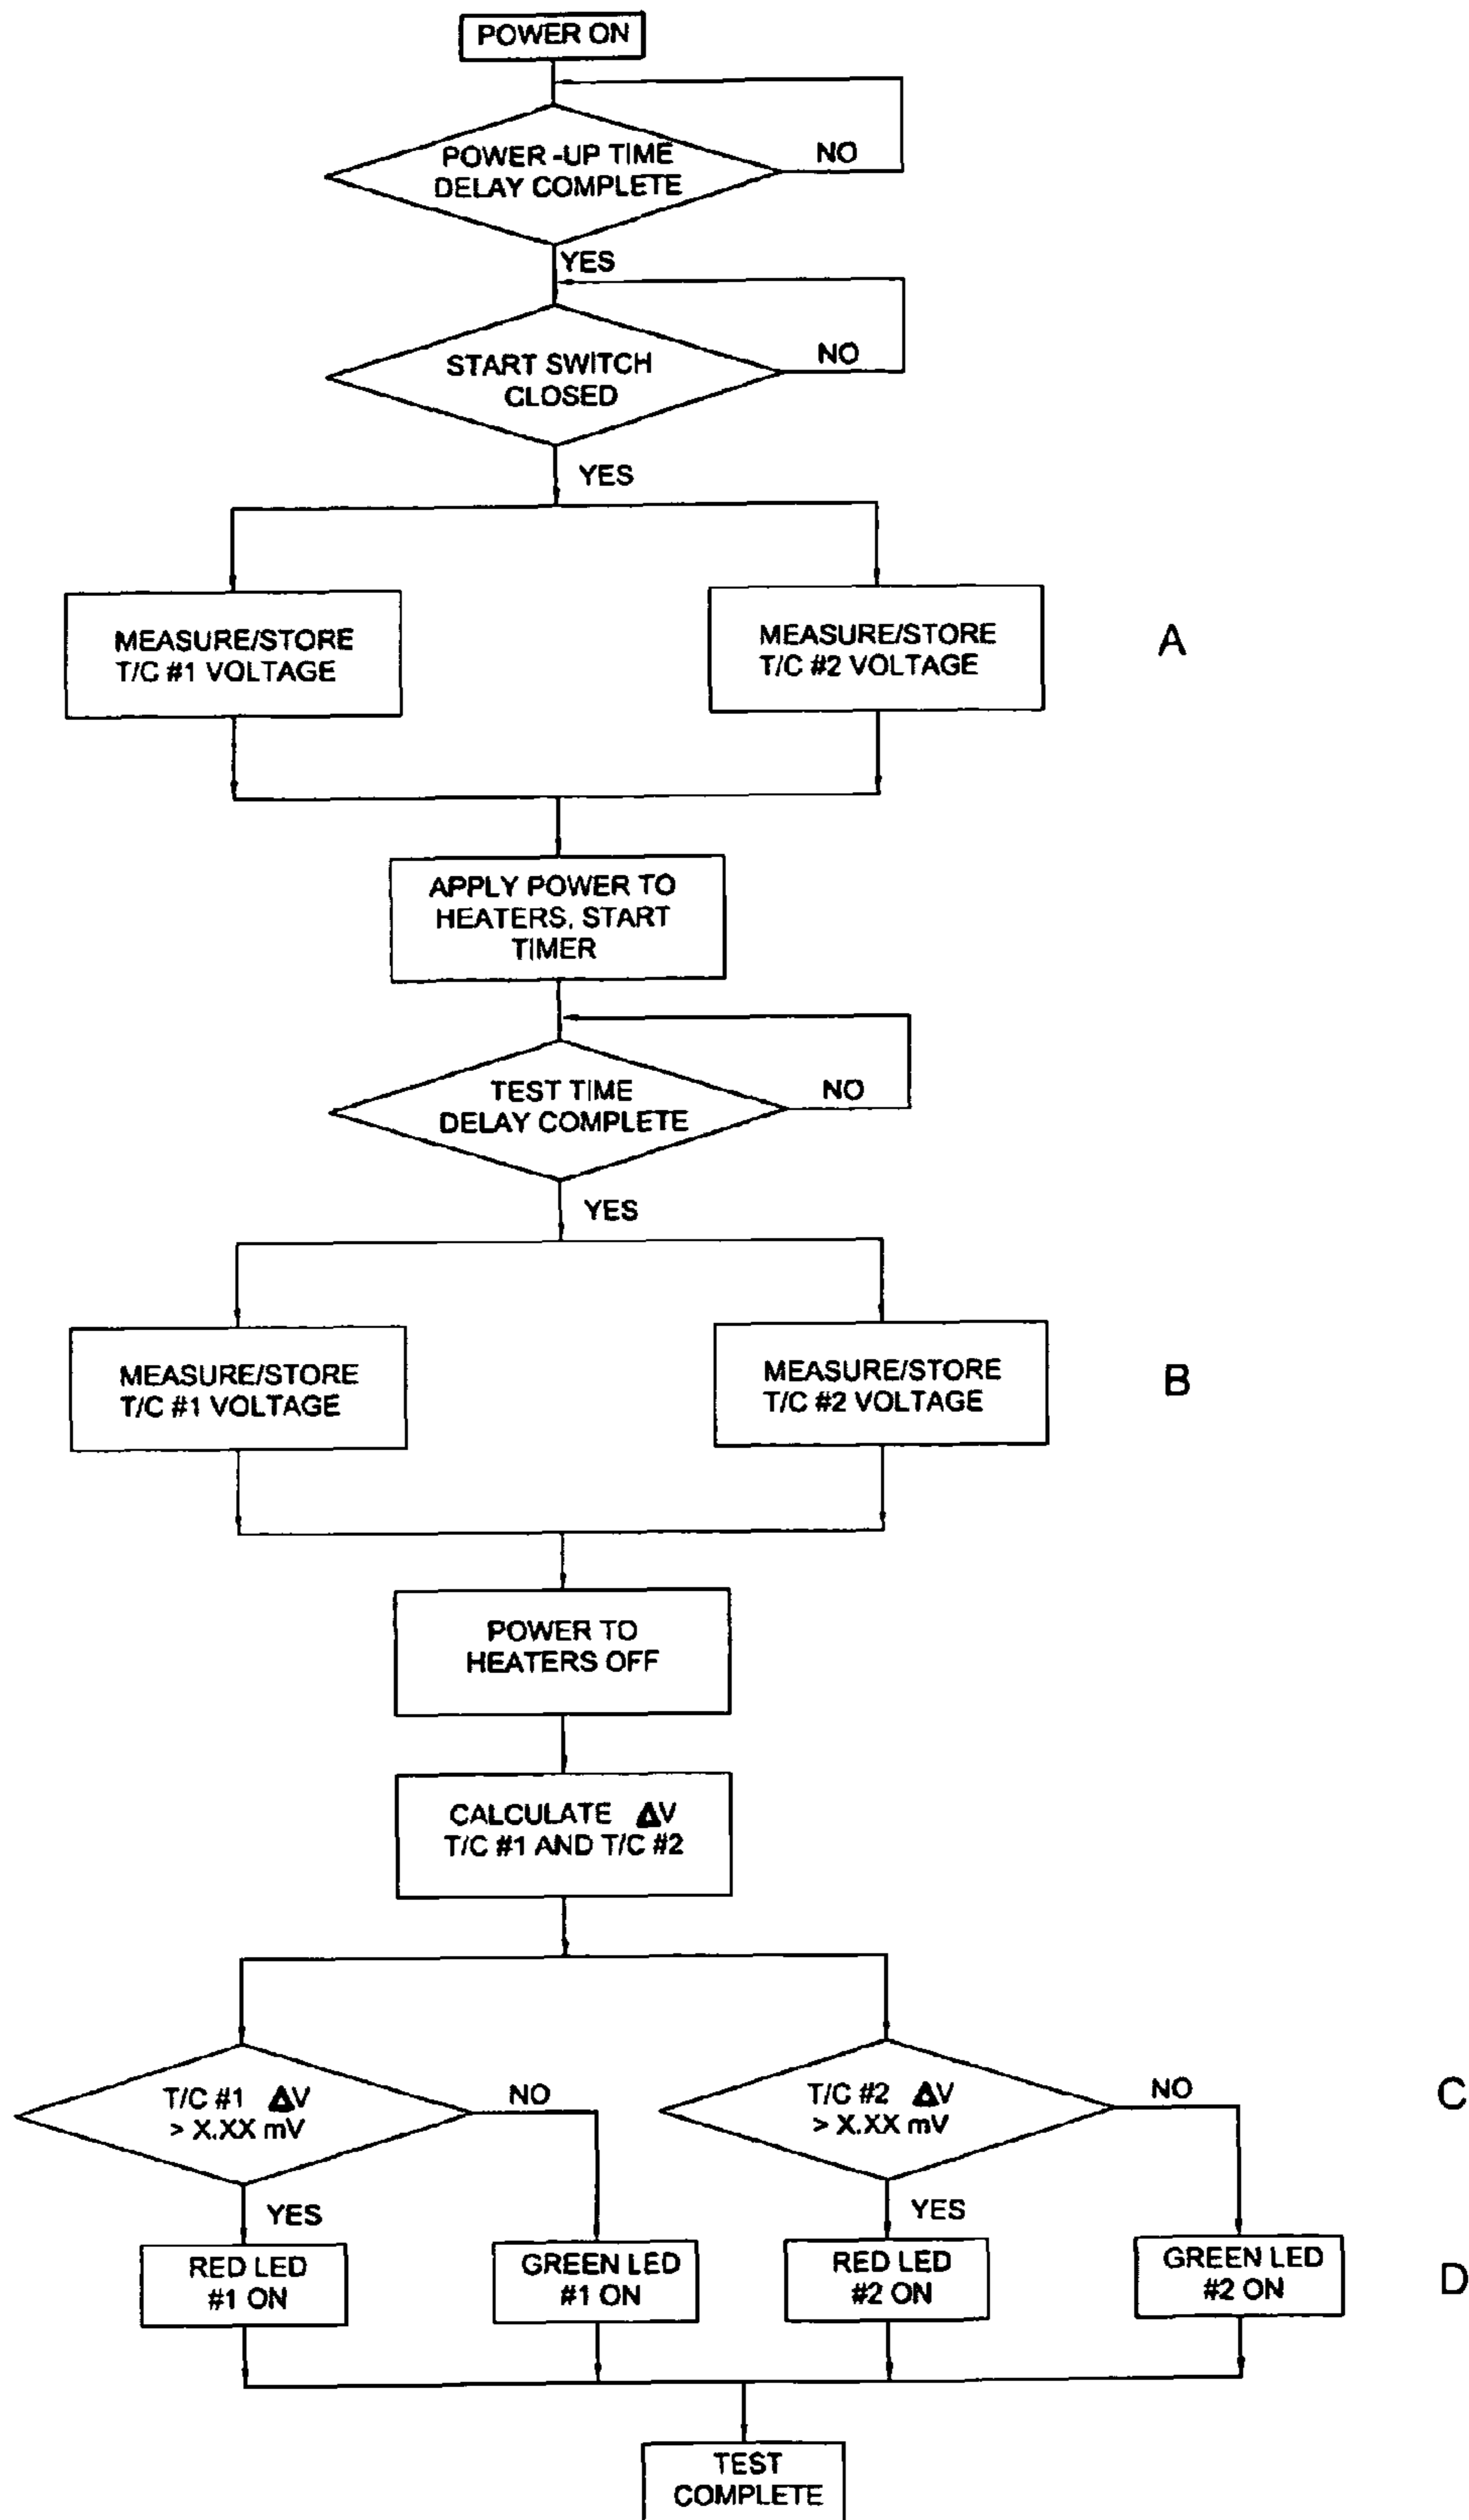 POWER ON
POWER -UP TIME
DELAY COMPLETE
NO
YES
START SWITCH
CLOSED
NO
YES
MEASURE/STORE
T/C #1 VOLTAGE
MEASURE/STORE
T/C #2 VOLTAGE
A
APPLY POWER TO
HEATERS, START
TIMER
TEST TIME
DELAY COMPLETE
NO
YES
MEASURE/STORE
T/C #1 VOLTAGE
MEASURE/STORE
T/C #2 VOLTAGE
B
POWER TO
HEATERS OFF
CALCULATE ΔV
T/C #1 AND T/C #2
T/C #1 ΔV
> X.XX mV
NO
YES
T/C #2 ΔV
> X.XX mV
NO
YES
C
RED LED
#1 ON
GREEN LED
#1 ON
RED LED
#2 ON
GREEN LED
#2 ON
D
TEST
COMPLETE